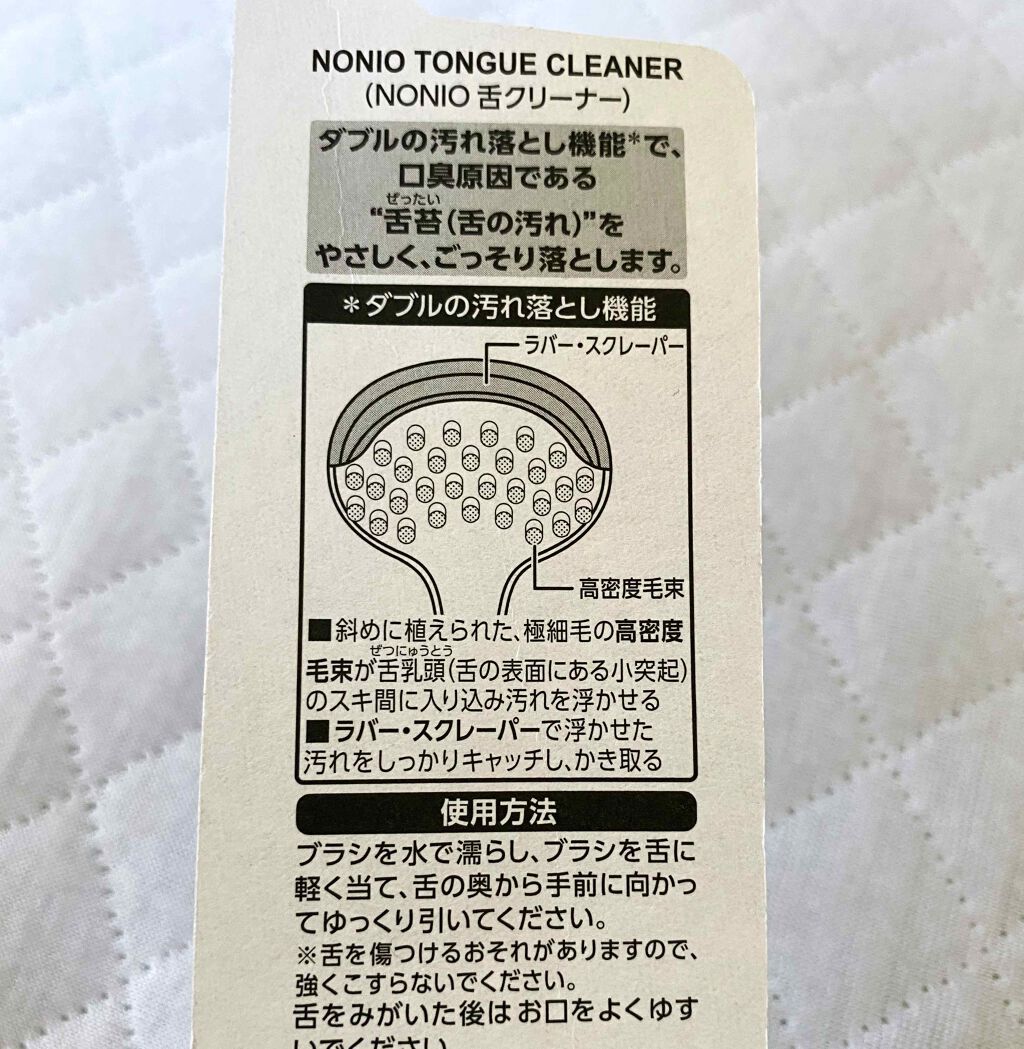 NONIO TONGUE CLEANER
(NONIO 舌クリーナー)
ダブルの汚れ落とし機能*で、
口臭原因である
ぜったい
“舌苔(舌の汚れ)”を
やさしく、ごっそり落とします。
*ダブルの汚れ落とし機能
ラバー・スクレーパー
高密度毛束
■斜めに植えられた、極細毛の高密度
ぜつにゅうとう
毛束が舌乳頭(舌の表面にある小突起)
のスキ間に入り込み汚れを浮かせる
■ラバー・スクレーパーで浮かせた
汚れをしっかりキャッチし、かき取る
使用方法
ブラシを水で濡らし、ブラシを舌に
軽く当て、舌の奥から手前に向かっ
てゆっくり引いてください。
※舌を傷つけるおそれがありますので、
強くこすらないでください。
舌をみがいた後はお口をよくゆす
いでください